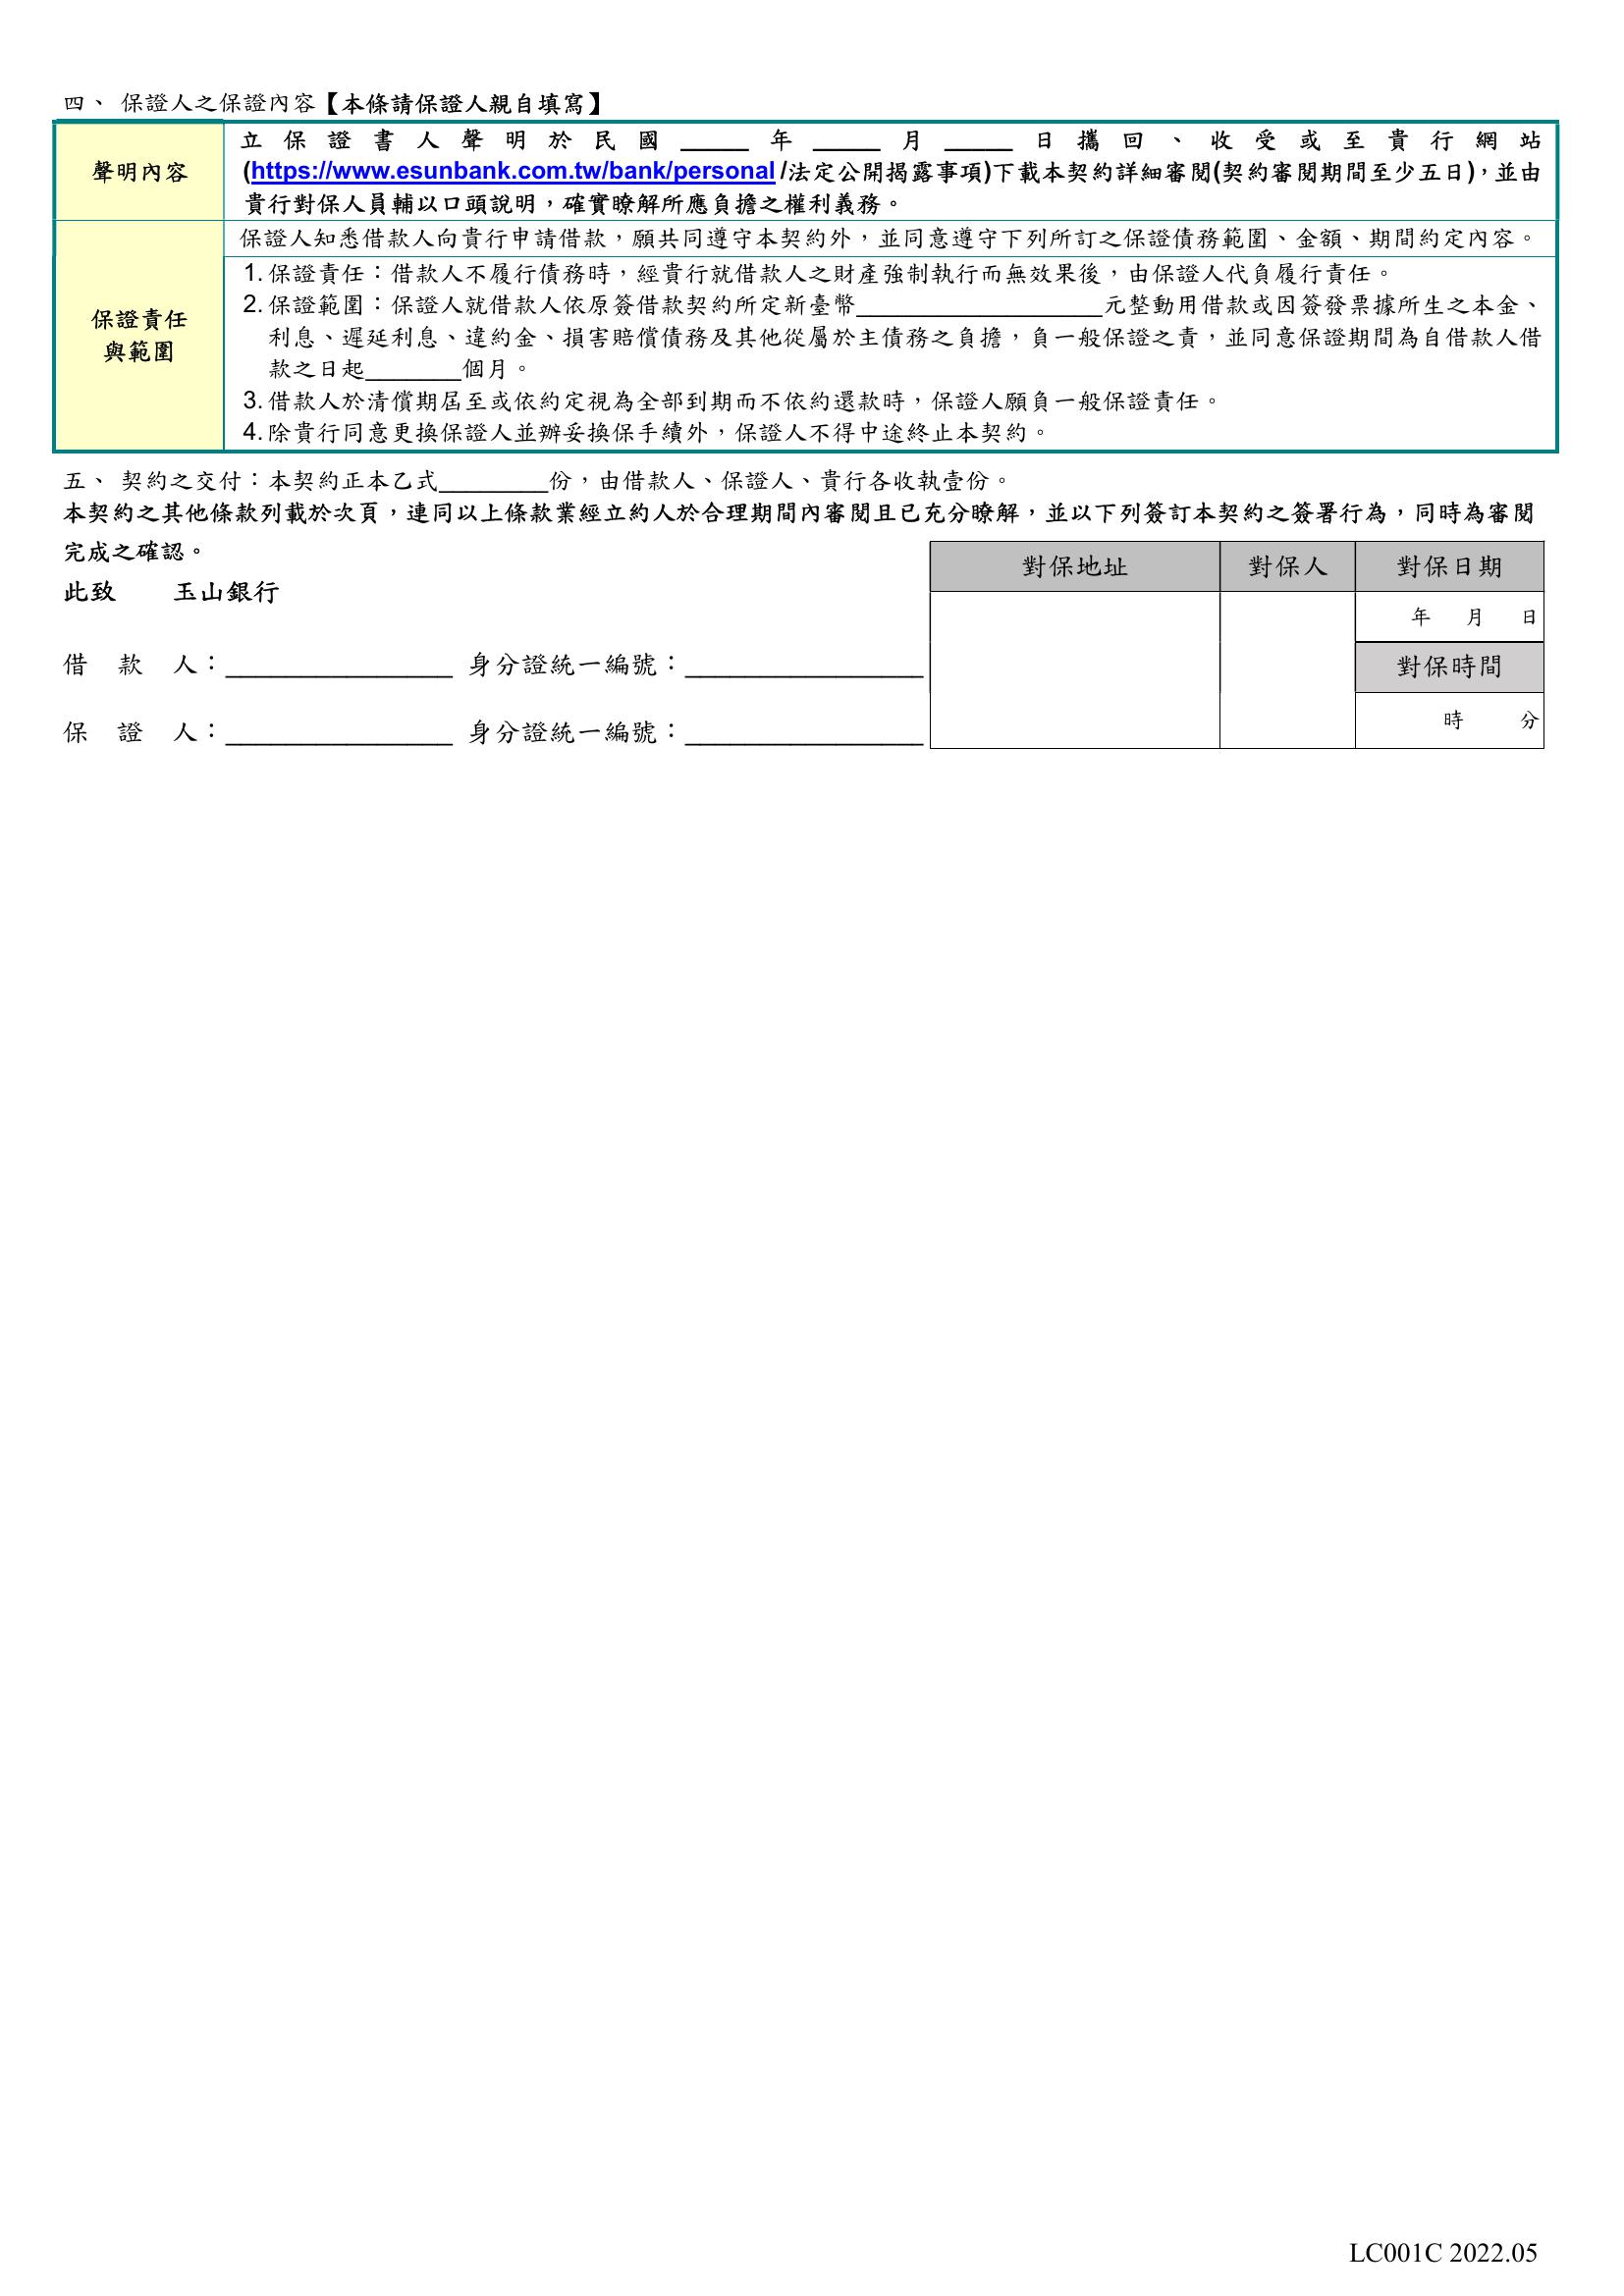 四、 保證人之保證內容【本條請保證人親自填寫】
聲明內容
立保證書人聲明於民國_____年_____月_____日攜回、收受或至貴行網站
(https://www.esunbank.com.tw/bank/personal /法定公開揭露事項)下載本契約詳細審閱(契約審閱期間至少五日)，並由
貴行對保人員輔以口頭說明，確實瞭解所應負擔之權利義務。
保證責任
與範圍
保證人知悉借款人向貴行申請借款，願共同遵守本契約外，並同意遵守下列所訂之保證債務範圍、金額、期間約定內容。
1. 保證責任：借款人不履行債務時，經貴行就借款人之財產強制執行而無效果後，由保證人代負履行責任。
2. 保證範圍：保證人就借款人依原簽借款契約所定新臺幣__________________元整動用借款或因簽發票據所生之本金、
利息、遲延利息、違約金、損害賠償債務及其他從屬於主債務之負擔，負一般保證之責，並同意保證期間為自借款人借
款之日起_______個月。
3. 借款人於清償期屆至或依約定視為全部到期而不依約還款時，保證人願負一般保證責任。
4. 除貴行同意更換保證人並辦妥換保手續外，保證人不得中途終止本契約。
五、 契約之交付：本契約正本乙式________份，由借款人、保證人、貴行各收執壹份。
本契約之其他條款列載於次頁，連同以上條款業經立約人於合理期間內審閱且已充分瞭解，並以下列簽訂本契約之簽署行為，同時為審閱
完成之確認。
此致 玉山銀行
借 款 人：________________ 身分證統一編號：_________________
保 證 人：________________ 身分證統一編號：_________________
對保地址 對保人 對保日期
年 月 日
對保時間
時 分
LC001C 2022.05